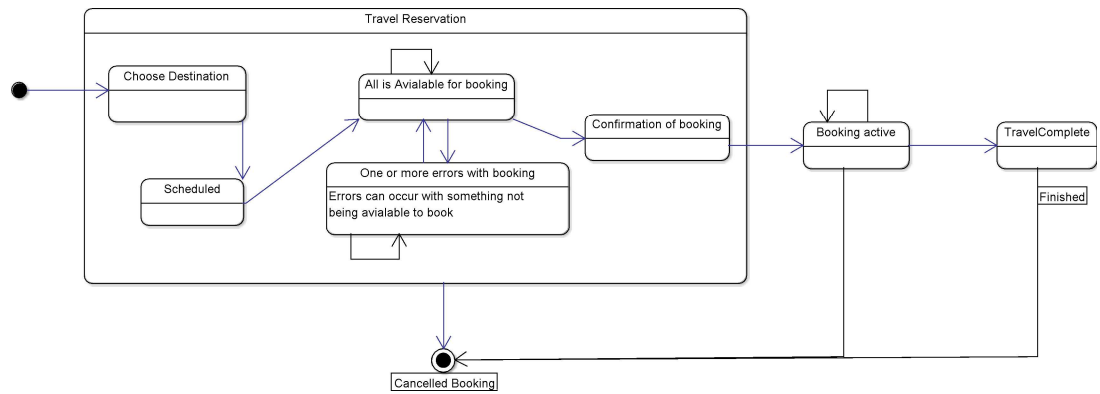 Travel Reservation
Choose Destination
All is Avialable for booking
Confirmation of booking
Booking active
TravelComplete
Scheduled
One or more errors with booking
Errors can occur with something not
being avialable to book
Finished
Cancelled Booking